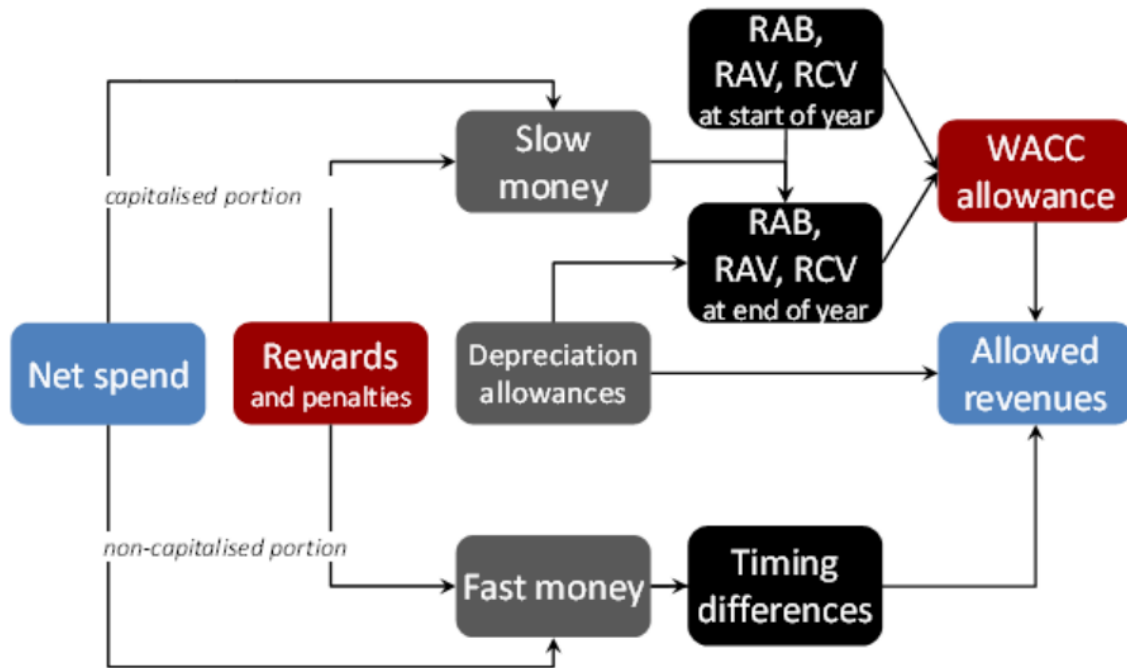 RAB,
RAV, RCV
at start of year
Slow
money
WACC
allowance
capitalised portion
RAB,
RAV, RCV
at end of year
Net spend
Rewards
and penalties
Depreciation
allowances
Allowed
revenues
non-capitalised portion
Fast money
Timing
differences